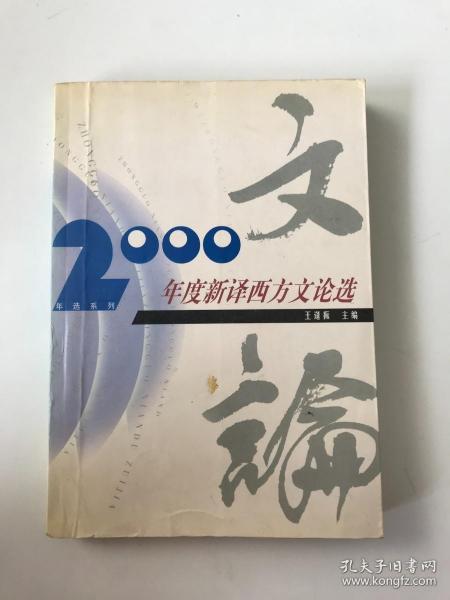 文
論
2000
年度新译西方文论选
年选系列
王逢振 主编
孔夫子旧书网
www.kongfz.com